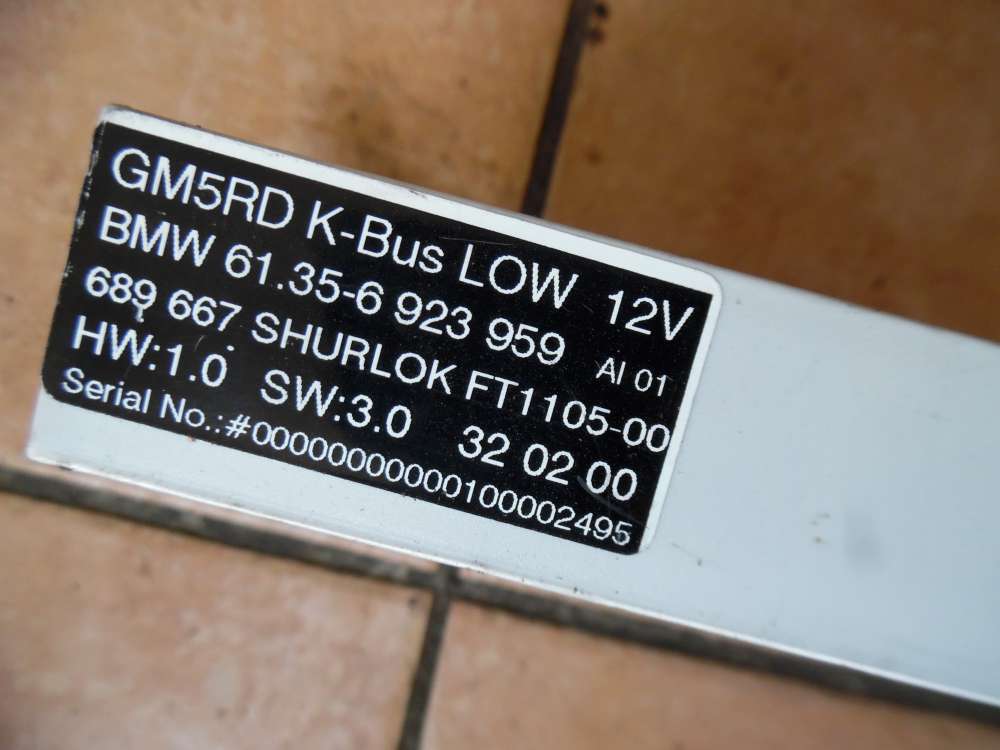 GM5RD K-Bus LOW 12V
BMW 61.35-6 923 959 AI 01
689 667. SHURLOK FT1105-00
HW:1.0 SW:3.0 32 02 00
Serial No.:#0000000000100002495